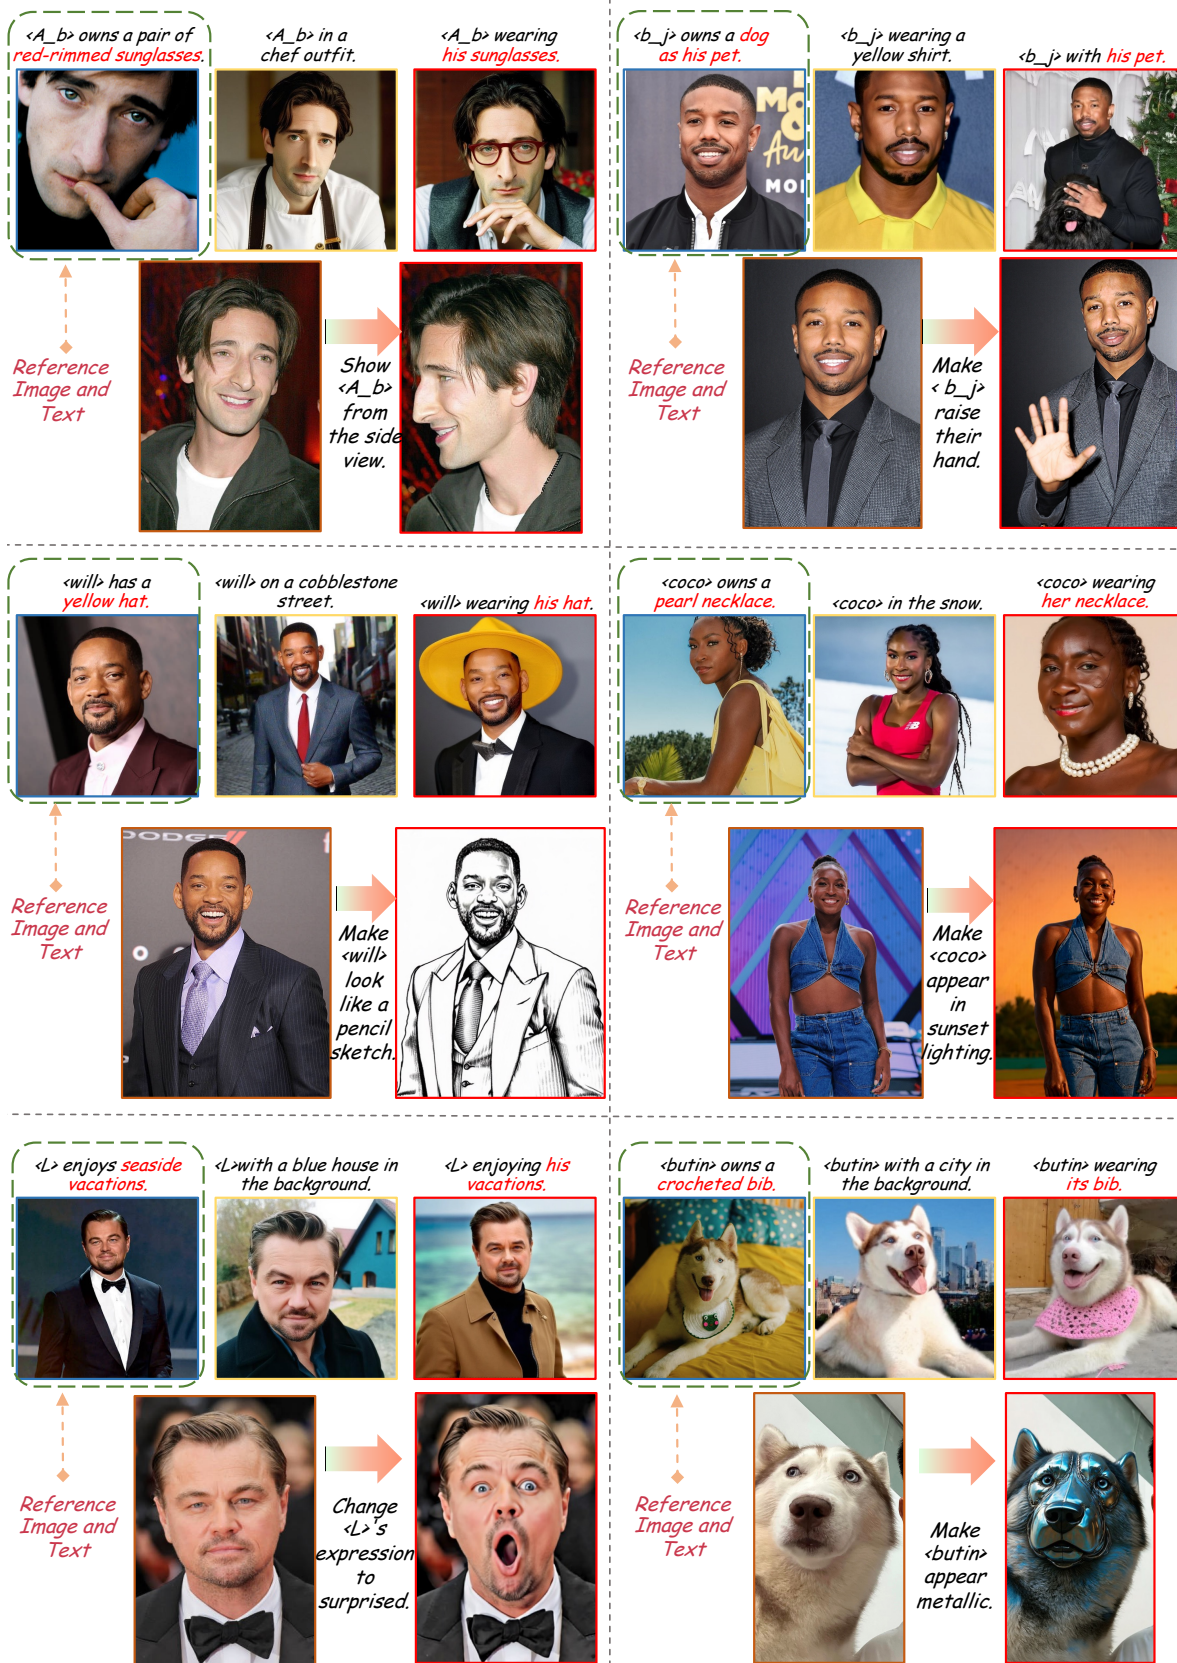 <A_b> owns a pair of
red-rimmed sunglasses.
<A_b> in a
chef outfit.
<A_b> wearing
his sunglasses.
Reference
Image and
Text
Show
<A_b>
from
the side
view.
<b_j> owns a dog
as his pet.
<b_j> wearing a
yellow shirt.
<b_j> with his pet.
MO
Au
MO
Reference
Image and
Text
Make
< b_j>
raise
their
hand.
<will> has a
yellow hat.
<will> on a cobblestone
street.
<will> wearing his hat.
DODGE
Reference
Image and
Text
Make
<will>
look
like a
pencil
sketch.
<coco> owns a
pearl necklace.
<coco> in the snow.
<coco> wearing
her necklace.
NB
Reference
Image and
Text
Make
<coco>
appear
in
sunset
lighting.
<L> enjoys seaside
vacations.
<L>with a blue house in
the background.
<L> enjoying his
vacations.
Reference
Image and
Text
Change
<L>'s
expression
to
surprised.
<butin> owns a
crocheted bib.
<butin> with a city in
the background.
<butin> wearing
its bib.
Reference
Image and
Text
Make
<butin>
appear
metallic.